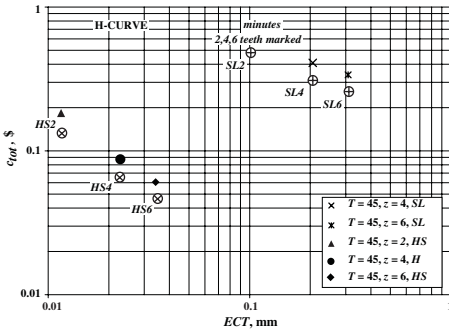 1
H-CURVE
minutes
2,4,6 teeth marked
SL2
SL4
SL6
HS2
0.1
HS4
HS6
c_tot, $
T = 45, z = 4, SL
T = 45, z = 6, SL
T = 45, z = 2, HS
T = 45, z = 4, H
T = 45, z = 6, HS
0.01
0.01
0.1
1
ECT, mm